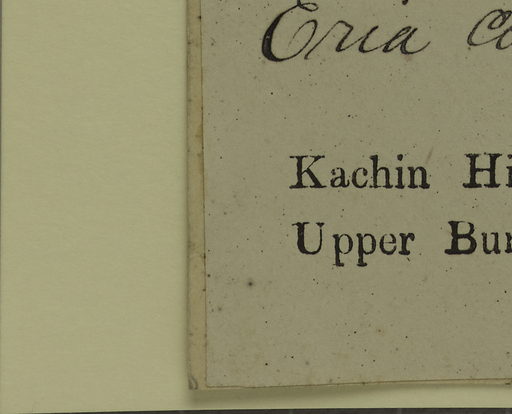 Eria c
Kachin Hi
Upper Bur